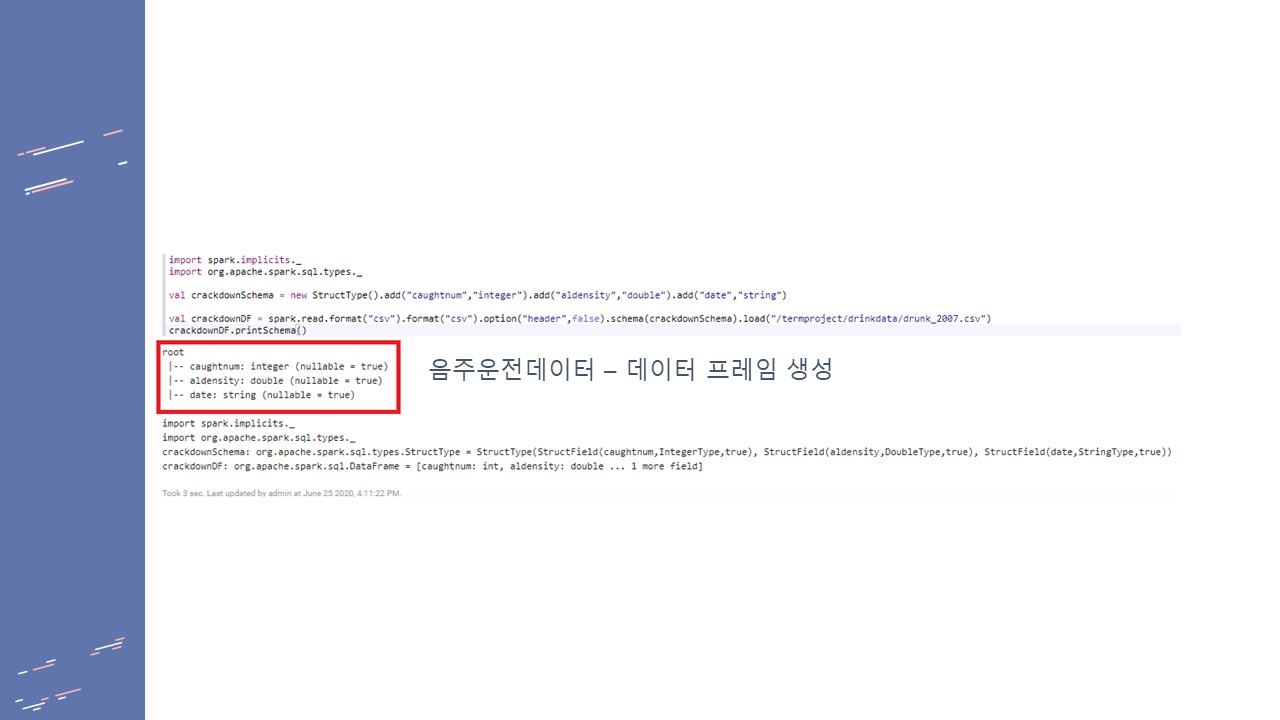 import spark.implicits._
import org.apache.spark.sql.types._
val crackdownSchema = new StructType().add("caughtnum","integer").add("aldensity","double").add("date","string")
val crackdownDF = spark.read.format("csv").format("csv").option("header",false).schema(crackdownSchema).load("/termproject/drinkdata/drunk_2007.csv")
crackdownDF.printSchema()
root
|-- caughtnum: integer (nullable = true)
|-- aldensity: double (nullable = true)
|-- date: string (nullable = true)
음주운전데이터 – 데이터 프레임 생성
import spark.implicits._
import org.apache.spark.sql.types._
crackdownSchema: org.apache.spark.sql.types.StructType = StructType(StructField(caughtnum,IntegerType,true), StructField(aldensity,DoubleType,true), StructField(date,StringType,true))
crackdownDF: org.apache.spark.sql.DataFrame = [caughtnum: int, aldensity: double ... 1 more field]
Took 3 sec. Last updated by admin at June 25 2020, 4:11:22 PM.